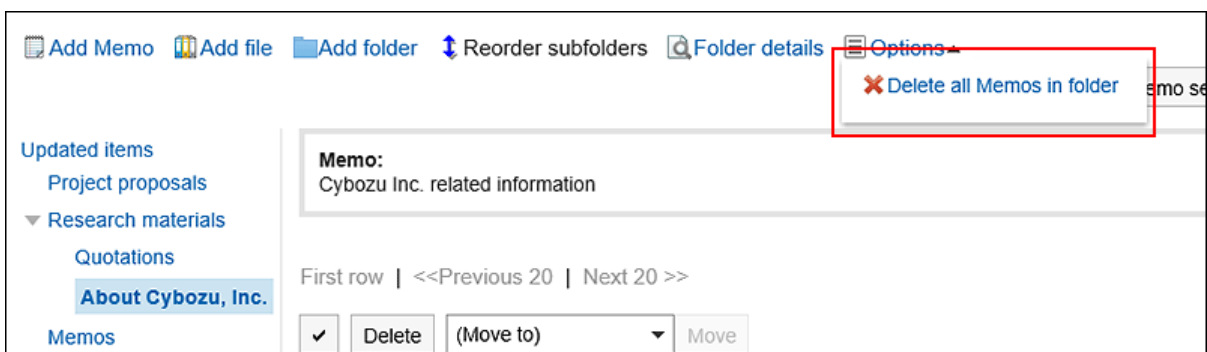 Add Memo Add file Add folder Reorder subfolders Folder details Options
Delete all Memos in folder
Updated items
Project proposals
Research materials
Quotations
About Cybozu, Inc.
Memos
Memo:
Cybozu Inc. related information
First row | <<Previous 20 | Next 20 >>
Delete (Move to) Move